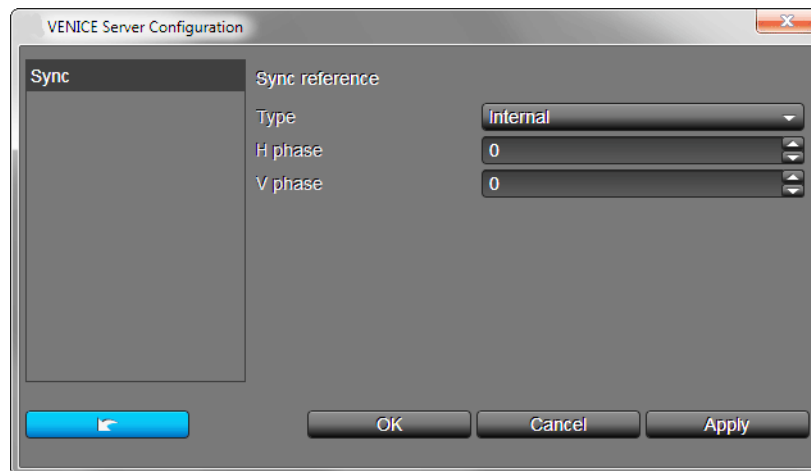 VENICE Server Configuration
Sync
Sync reference
Type
Internal
H phase
0
V phase
0
OK
Cancel
Apply